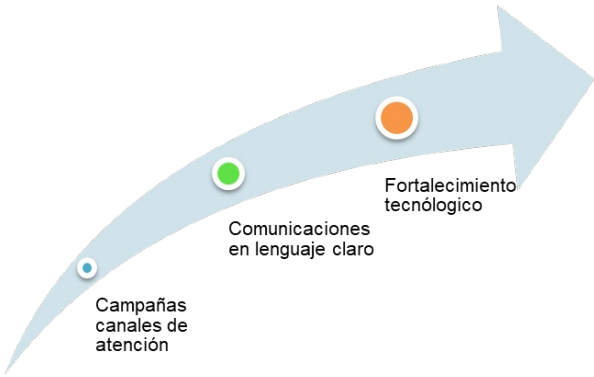 Fortalecimiento
tecnólogico
Comunicaciones
en lenguaje claro
Campañas
canales de
atención